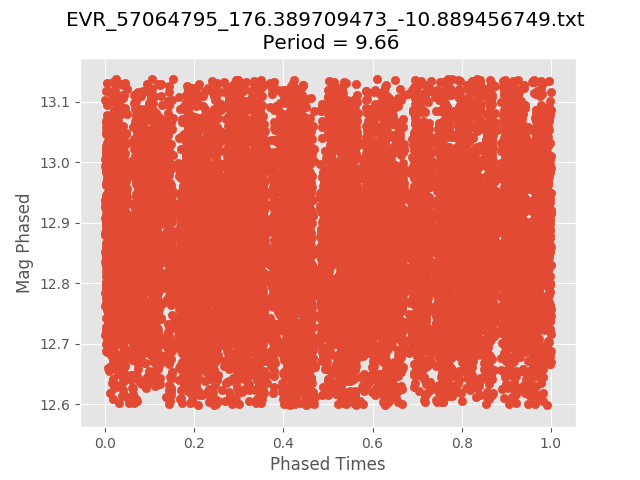 EVR_57064795_176.389709473_-10.889456749.txt
Period = 9.66
Mag Phased
13.1
13.0
12.9
12.8
12.7
12.6
0.0 0.2 0.4 0.6 0.8 1.0
Phased Times